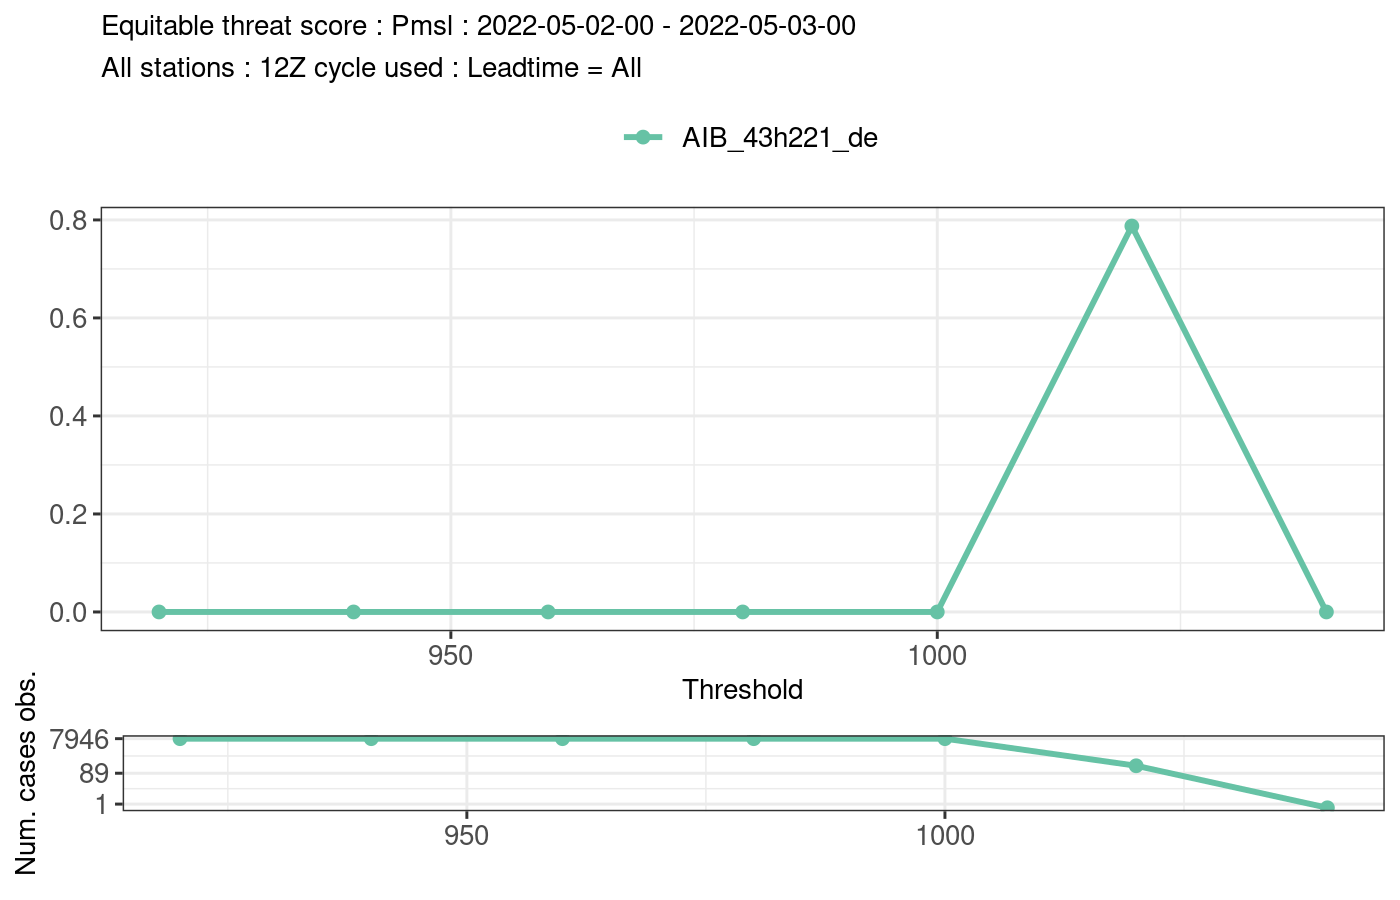 Equitable threat score : Pmsl : 2022-05-02-00 - 2022-05-03-00
All stations : 12Z cycle used : Leadtime = All
AIB_43h221_de
0.8
0.6
0.4
0.2
0.0
950 1000
Threshold
Num. cases obs.
7946
89
1
950 1000